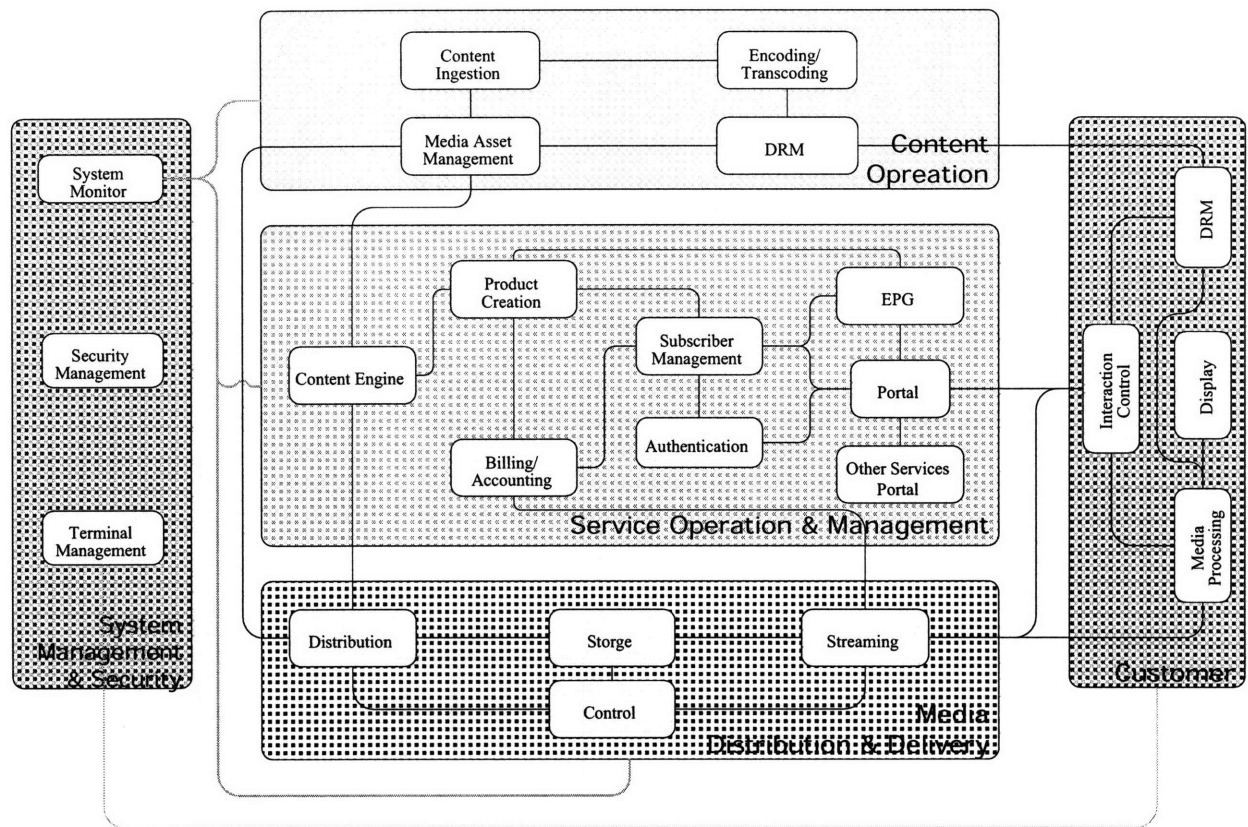 Content
Ingestion
Encoding/
Transcoding
Media Asset
Management
DRM
Content
Opreation
System
Monitor
Security
Management
Terminal
Management
System
Management
& Security
Product
Creation
EPG
Subscriber
Management
Content Engine
Portal
Authentication
Billing/
Accounting
Other Services
Portal
Service Operation & Management
Distribution
Storge
Streaming
Control
Media
Distribution & Delivery
DRM
Interaction
Control
Display
Media
Processing
Customer